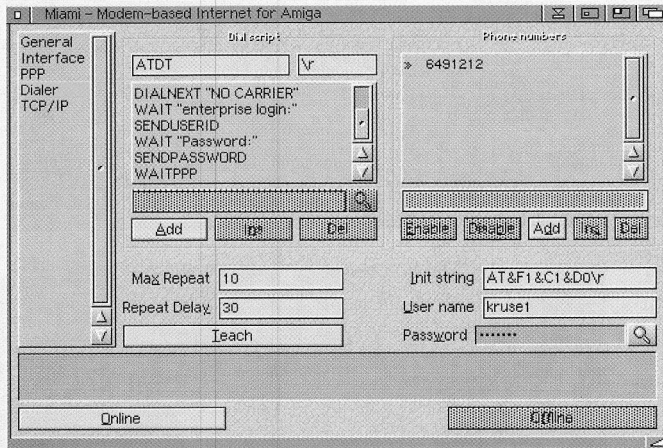 Miami – Modem-based Internet for Amiga
General
Interface
PPP
Dialer
TCP/IP
Dial script
ATDT
\r
DIALNEXT "NO CARRIER"
WAIT "enterprise login:"
SENDUSERID
WAIT "Password:"
SENDPASSWORD
WAITPPP
Add
Ins
Del
Max Repeat
10
Repeat Delay
30
Teach
Phone numbers
» 6491212
Enable
Disable
Add
Ins
Del
Init string
AT&F1&C1&D0\r
User name
kruse1
Password
Online
Offline